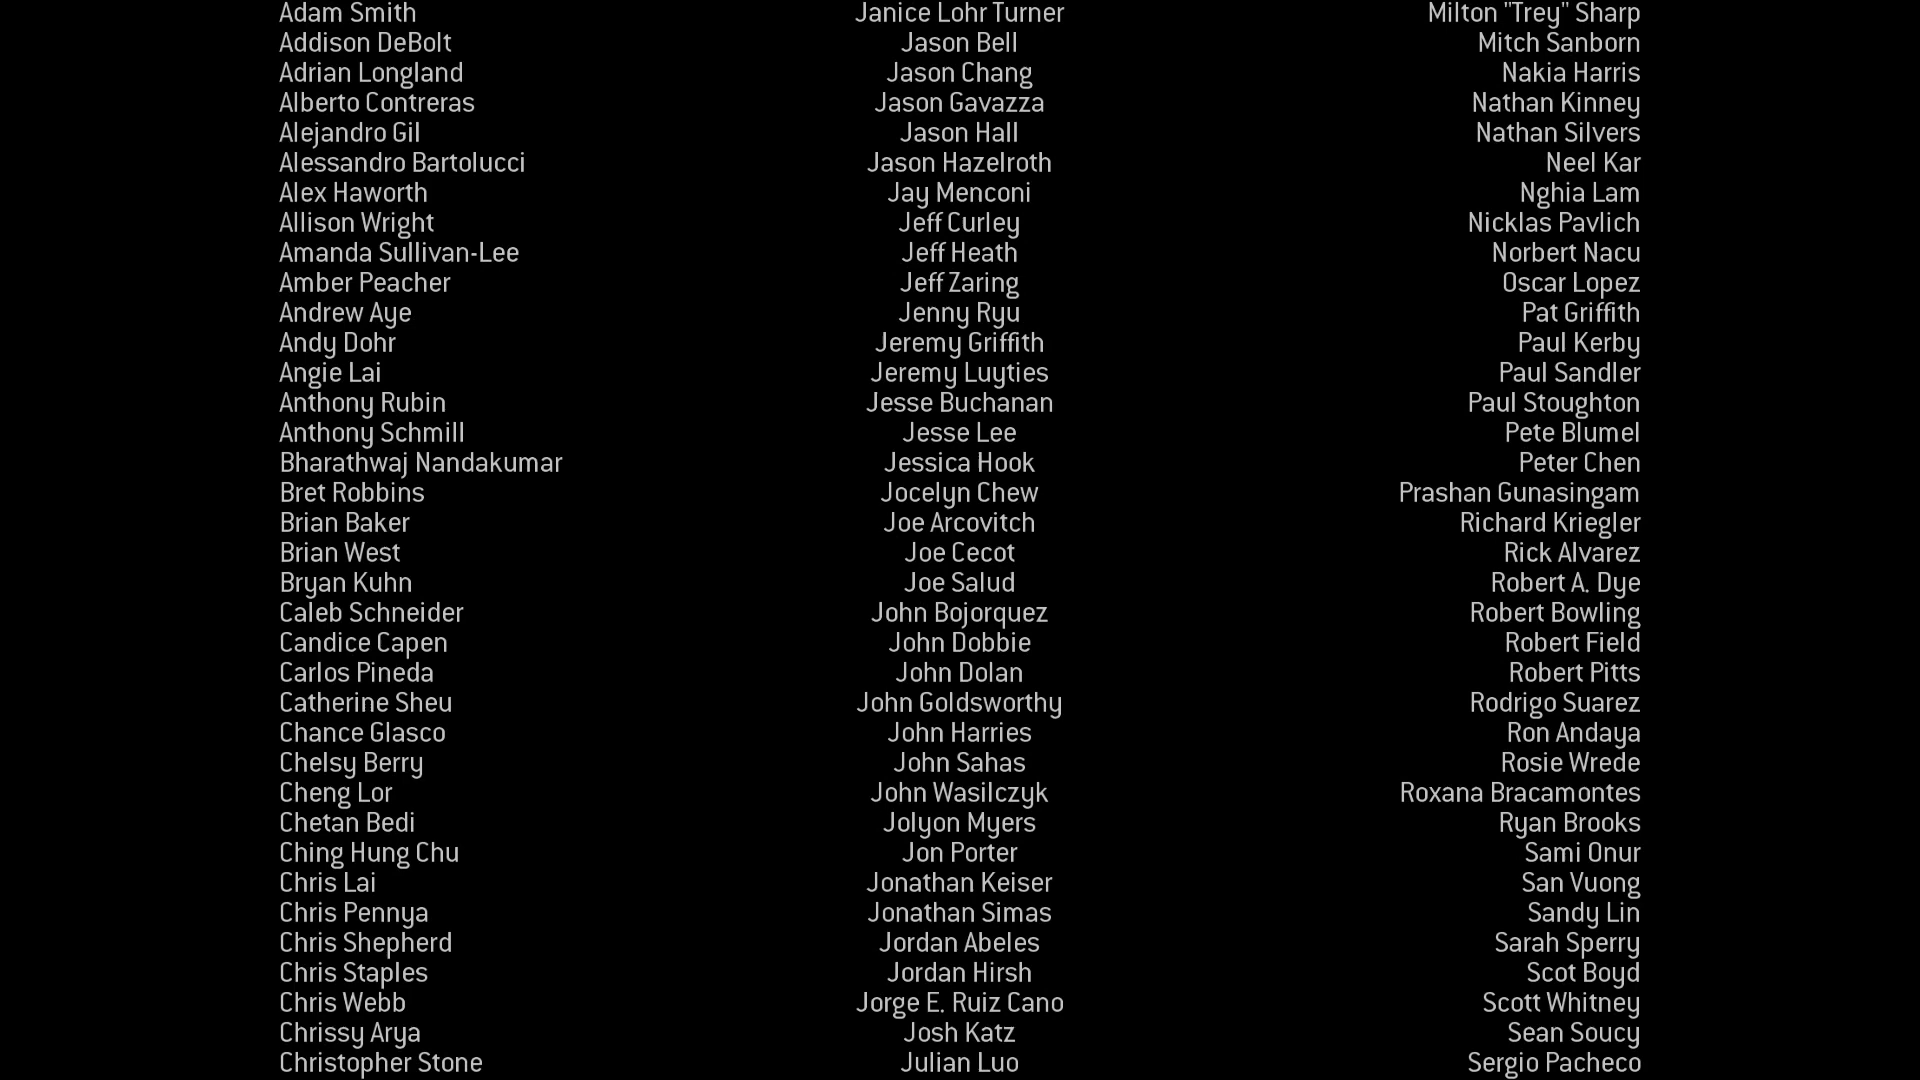 Adam Smith
Addison DeBolt
Adrian Longland
Alberto Contreras
Alejandro Gil
Alessandro Bartolucci
Alex Haworth
Allison Wright
Amanda Sullivan-Lee
Amber Peacher
Andrew Aye
Andy Dohr
Angie Lai
Anthony Rubin
Anthony Schmill
Bharathwaj Nandakumar
Bret Robbins
Brian Baker
Brian West
Bryan Kuhn
Caleb Schneider
Candice Capen
Carlos Pineda
Catherine Sheu
Chance Glasco
Chelsy Berry
Cheng Lor
Chetan Bedi
Ching Hung Chu
Chris Lai
Chris Pennya
Chris Shepherd
Chris Staples
Chris Webb
Chrissy Arya
Christopher Stone
Janice Lohr Turner
Jason Bell
Jason Chang
Jason Gavazza
Jason Hall
Jason Hazelroth
Jay Menconi
Jeff Curley
Jeff Heath
Jeff Zaring
Jenny Ryu
Jeremy Griffith
Jeremy Luyties
Jesse Buchanan
Jesse Lee
Jessica Hook
Jocelyn Chew
Joe Arcovitch
Joe Cecot
Joe Salud
John Bojorquez
John Dobbie
John Dolan
John Goldsworthy
John Harries
John Sahas
John Wasilczyk
Jolyon Myers
Jon Porter
Jonathan Keiser
Jonathan Simas
Jordan Abeles
Jordan Hirsh
Jorge E. Ruiz Cano
Josh Katz
Julian Luo
Milton "Trey" Sharp
Mitch Sanborn
Nakia Harris
Nathan Kinney
Nathan Silvers
Neel Kar
Nghia Lam
Nicklas Pavlich
Norbert Nacu
Oscar Lopez
Pat Griffith
Paul Kerby
Paul Sandler
Paul Stoughton
Pete Blumel
Peter Chen
Prashan Gunasingam
Richard Kriegler
Rick Alvarez
Robert A. Dye
Robert Bowling
Robert Field
Robert Pitts
Rodrigo Suarez
Ron Andaya
Rosie Wrede
Roxana Bracamontes
Ryan Brooks
Sami Onur
San Vuong
Sandy Lin
Sarah Sperry
Scot Boyd
Scott Whitney
Sean Soucy
Sergio Pacheco